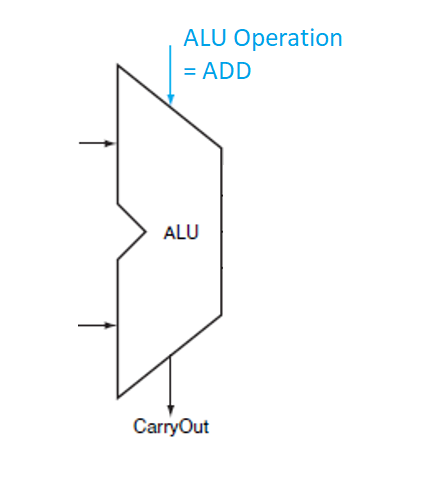 ALU Operation
= ADD
ALU
CarryOut